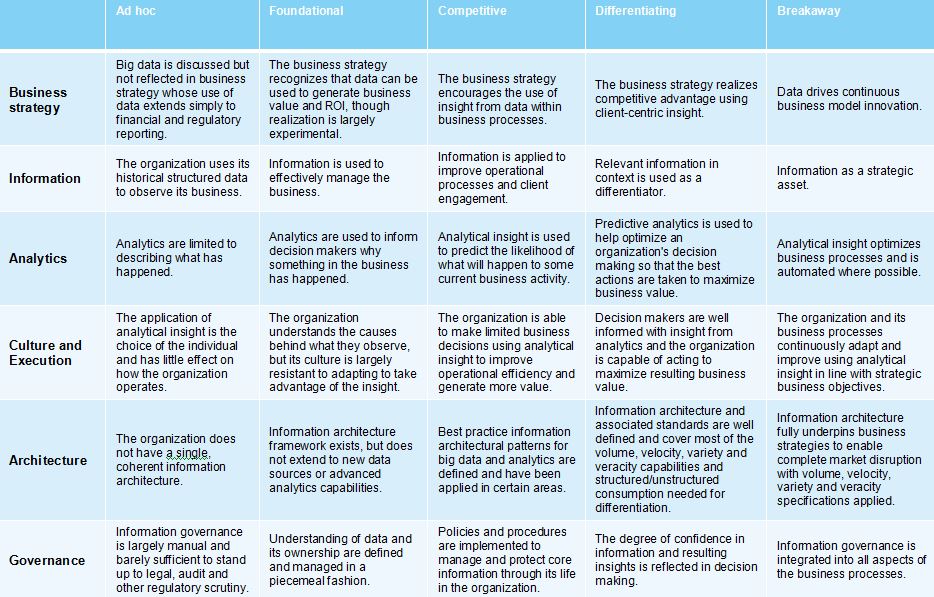 Ad hoc
Foundational
Competitive
Differentiating
Breakaway
Business
strategy
Big data is discussed but
not reflected in business
strategy whose use of
data extends simply to
financial and regulatory
reporting.
The business strategy
recognizes that data can be
used to generate business
value and ROI, though
realization is largely
experimental.
The business strategy
encourages the use of
insight from data within
business processes.
The business strategy realizes
competitive advantage using
client-centric insight.
Data drives continuous
business model innovation.
Information
The organization uses its
historical structured data
to observe its business.
Information is used to
effectively manage the
business.
Information is applied to
improve operational
processes and client
engagement.
Relevant information in
context is used as a
differentiator.
Information as a strategic
asset.
Analytics
Analytics are limited to
describing what has
happened.
Analytics are used to inform
decision makers why
something in the business
has happened.
Analytical insight is used
to predict the likelihood of
what will happen to some
current business activity.
Predictive analytics is used to
help optimize an
organization's decision
making so that the best
actions are taken to maximize
business value.
Analytical insight optimizes
business processes and is
automated where possible.
Culture and
Execution
The application of
analytical insight is the
choice of the individual
and has little effect on
how the organization
operates.
The organization
understands the causes
behind what they observe,
but its culture is largely
resistant to adapting to take
advantage of the insight.
The organization is able
to make limited business
decisions using analytical
insight to improve
operational efficiency and
generate more value.
Decision makers are well
informed with insight from
analytics and the organization
is capable of acting to
maximize resulting business
value.
The organization and its
business processes
continuously adapt and
improve using analytical
insight in line with strategic
business objectives.
Architecture
The organization does
not have a single,
coherent information
architecture.
Information architecture
framework exists, but does
not extend to new data
sources or advanced
analytics capabilities.
Best practice information
architectural patterns for
big data and analytics are
defined and have been
applied in certain areas.
Information architecture and
associated standards are well
defined and cover most of the
volume, velocity, variety and
veracity capabilities and
structured/unstructured
consumption needed for
differentiation.
Information architecture
fully underpins business
strategies to enable
complete market disruption
with volume, velocity,
variety and veracity
specifications applied.
Governance
Information governance
is largely manual and
barely sufficient to stand
up to legal, audit and
other regulatory scrutiny.
Understanding of data and
its ownership are defined
and managed in a
piecemeal fashion.
Policies and procedures
are implemented to
manage and protect core
information through its life
in the organization.
The degree of confidence in
information and resulting
insights is reflected in decision
making.
Information governance is
integrated into all aspects of
the business processes.